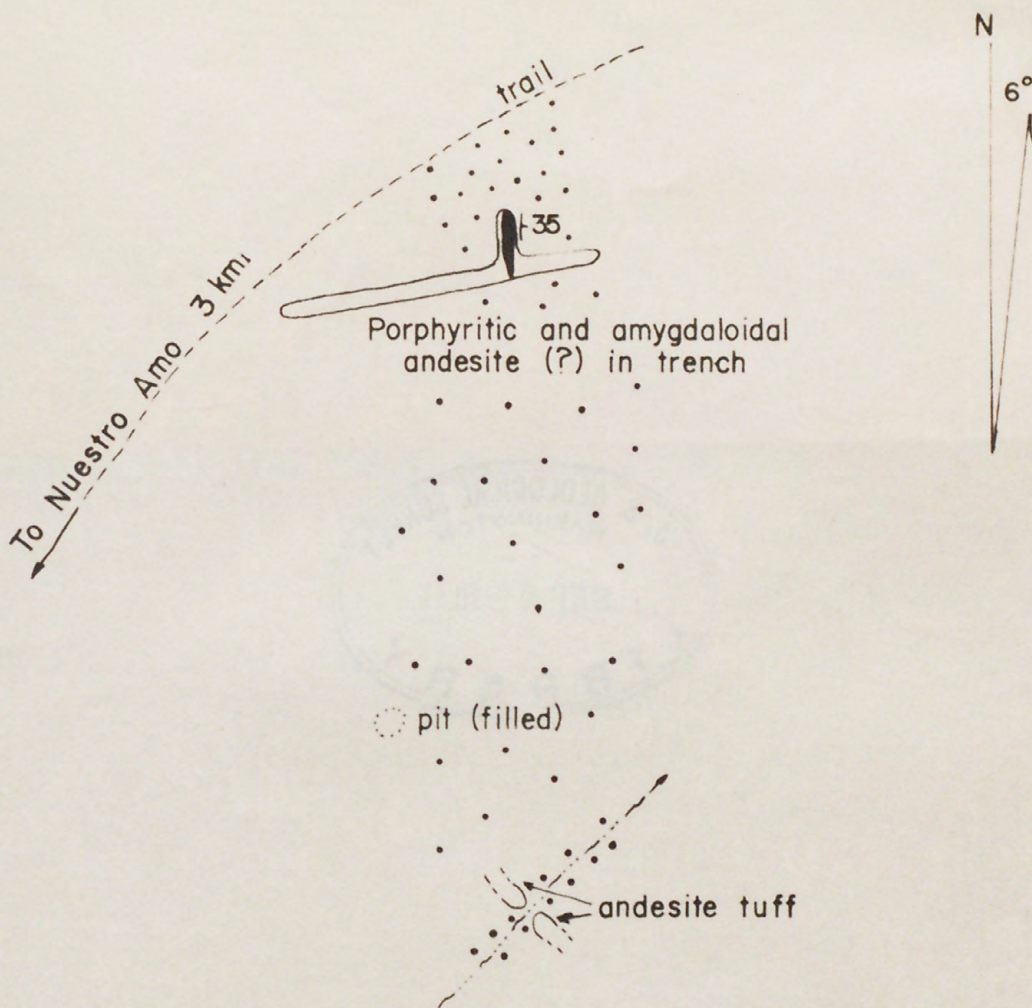 N
6°
trail
35
To Nuestro Amo 3 km.
Porphyritic and amygdaloidal
andesite (?) in trench
pit (filled)
andesite tuff